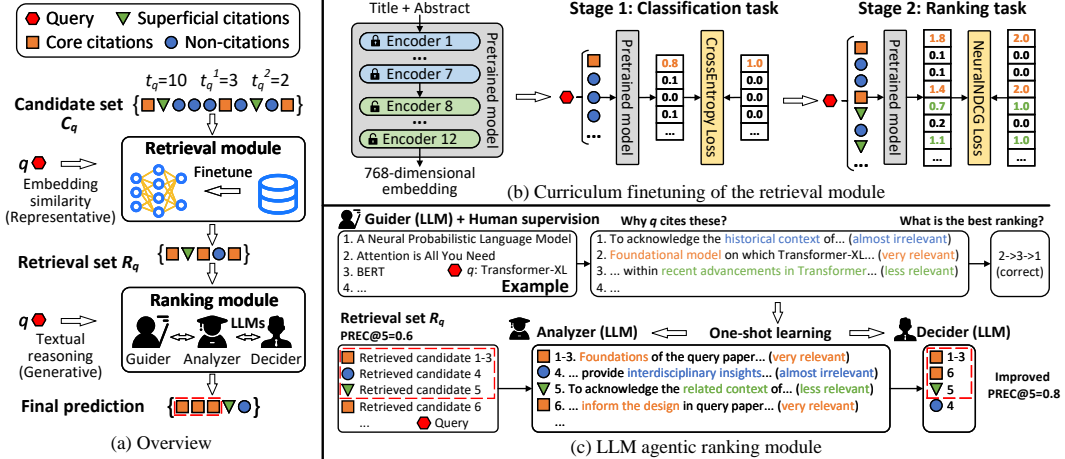 Query
Superficial citations
Core citations
Non-citations
t_q=10 t_q^1=3 t_q^2=2
Candidate set
C_q
Retrieval module
Finetune
q
Embedding
similarity
(Representative)
Retrieval set R_q
Ranking module
LLMs
Guider
Analyzer
Decider
q
Textual
reasoning
(Generative)
Final prediction
(a) Overview
Title + Abstract
Encoder 1
...
Encoder 7
Encoder 8
...
Encoder 12
Pretrained model
768-dimensional
embedding
Stage 1: Classification task
Query
...
Pretrained model
0.8
0.1
0.0
0.1
...
CrossEntropy Loss
1.0
0.0
0.0
0.0
...
Stage 2: Ranking task
Query
...
Pretrained model
1.8
0.1
0.1
1.4
0.7
0.2
1.1
...
NeuralNDCG Loss
2.0
0.0
0.0
2.0
1.0
0.0
1.0
...
(b) Curriculum finetuning of the retrieval module
Guider (LLM) + Human supervision
1. A Neural Probabilistic Language Model
2. Attention is All You Need
3. BERT
q: Transformer-XL
4. ...
Example
Why q cites these?
1. To acknowledge the historical context of... (almost irrelevant)
2. Foundational model on which Transformer-XL... (very relevant)
3. ... within recent advancements in Transformer... (less relevant)
4. ...
What is the best ranking?
2->3->1
(correct)
Retrieval set R_q
PREC@5=0.6
Retrieved candidate 1-3
Retrieved candidate 4
Retrieved candidate 5
Retrieved candidate 6
...
Query
Analyzer (LLM)
One-shot learning
Decider (LLM)
1-3. Foundations of the query paper... (very relevant)
4. ... provide interdisciplinary insights... (almost irrelevant)
5. To acknowledge the related context of... (less relevant)
6. ... inform the design in query paper... (very relevant)
...
1-3
6
5
4
Improved
PREC@5=0.8
(c) LLM agentic ranking module